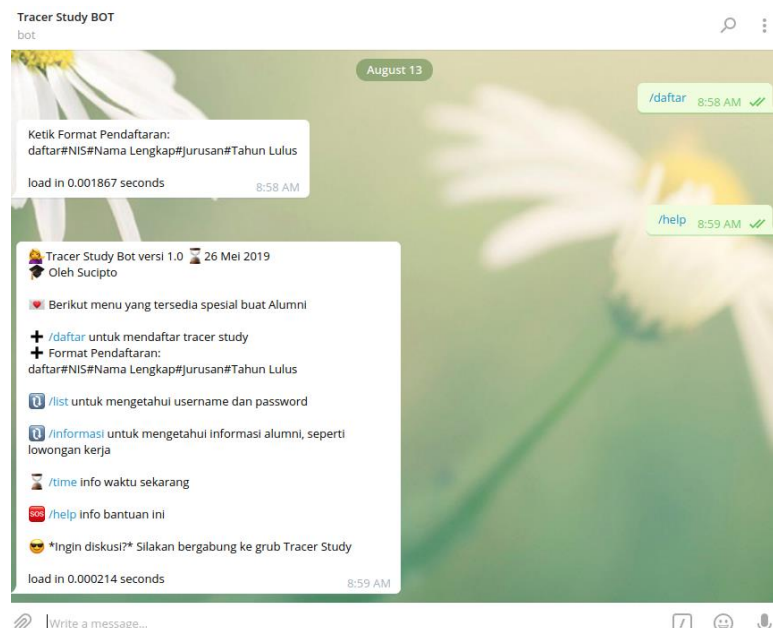 Tracer Study BOT
bot
August 13
/daftar 8:58 AM
Ketik Format Pendaftaran:
daftar#NIS#Nama Lengkap#Jurusan#Tahun Lulus
load in 0.001867 seconds
8:58 AM
/help 8:59 AM
Tracer Study Bot versi 1.0 26 Mei 2019
Oleh Sucipto
Berikut menu yang tersedia spesial buat Alumni
/daftar untuk mendaftar tracer study
Format Pendaftaran:
daftar#NIS#Nama Lengkap#Jurusan#Tahun Lulus
/list untuk mengetahui username dan password
/informasi untuk mengetahui informasi alumni, seperti
lowongan kerja
/time info waktu sekarang
SOS /help info bantuan ini
*Ingin diskusi?* Silakan bergabung ke grub Tracer Study
load in 0.000214 seconds
8:59 AM
Write a message...